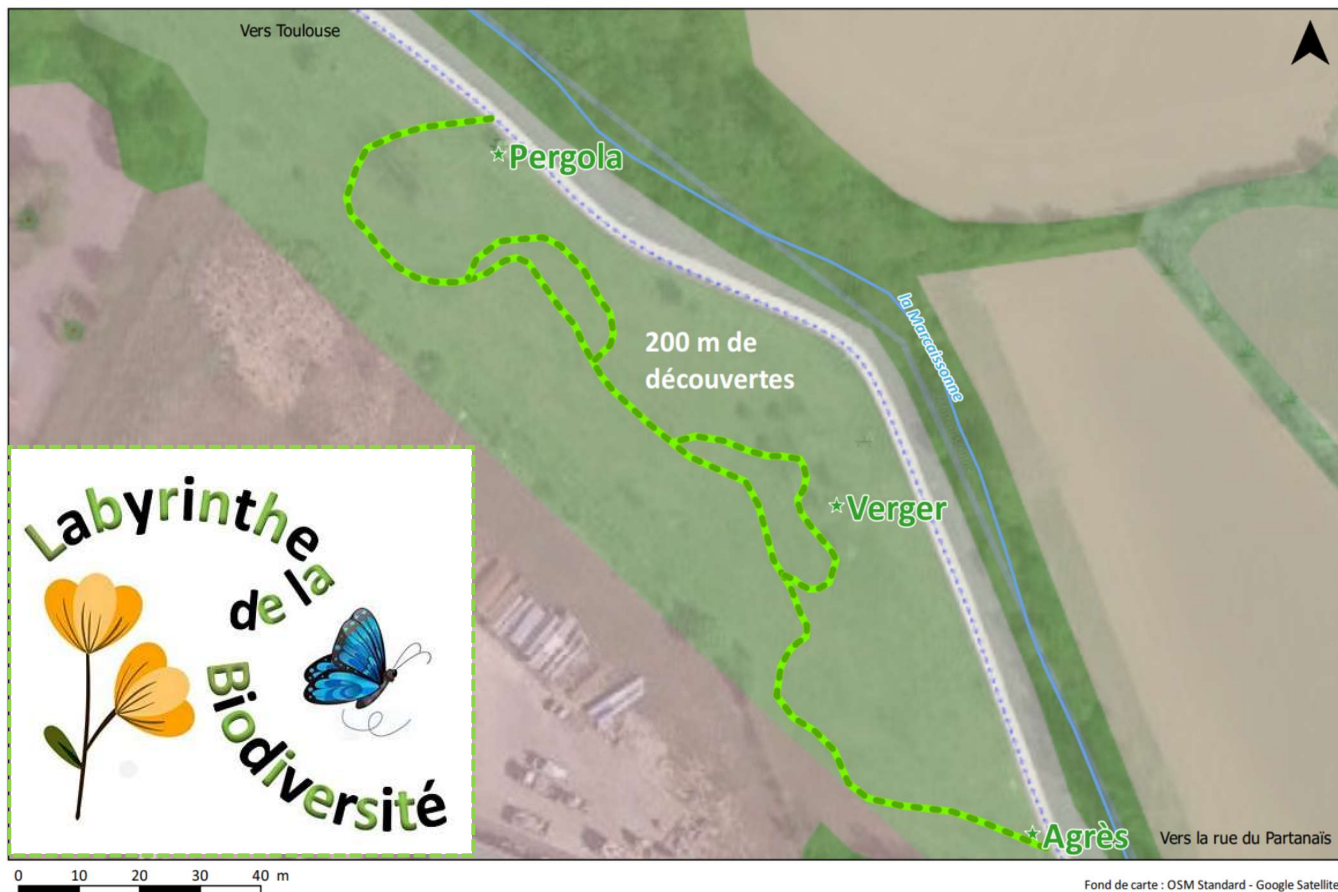 Vers Toulouse
Pergola
200 m de
découvertes
la Marcaissonne
Verger
Labyrinthe
de la
Biodiversité
Agrès
Vers la rue du Partanaïs
0 10 20 30 40 m
Fond de carte : OSM Standard - Google Satellite